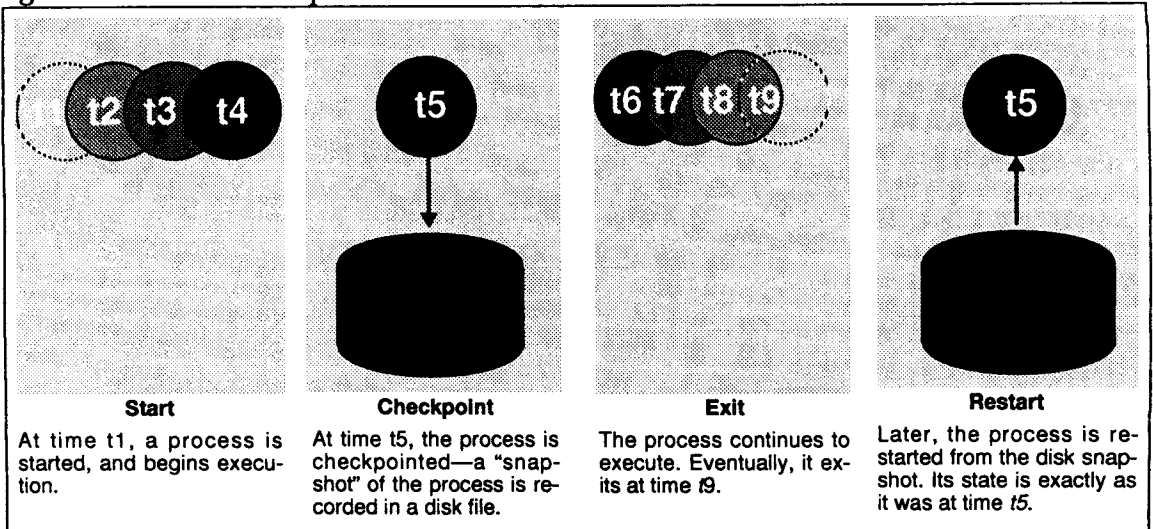 t2 t3 t4
t5
t6 t7 t8 t9
t5
Start
At time t1, a process is
started, and begins execu-
tion.
Checkpoint
At time t5, the process is
checkpointed—a “snap-
shot” of the process is re-
corded in a disk file.
Exit
The process continues to
execute. Eventually, it ex-
its at time t9.
Restart
Later, the process is re-
started from the disk snap-
shot. Its state is exactly as
it was at time t5.